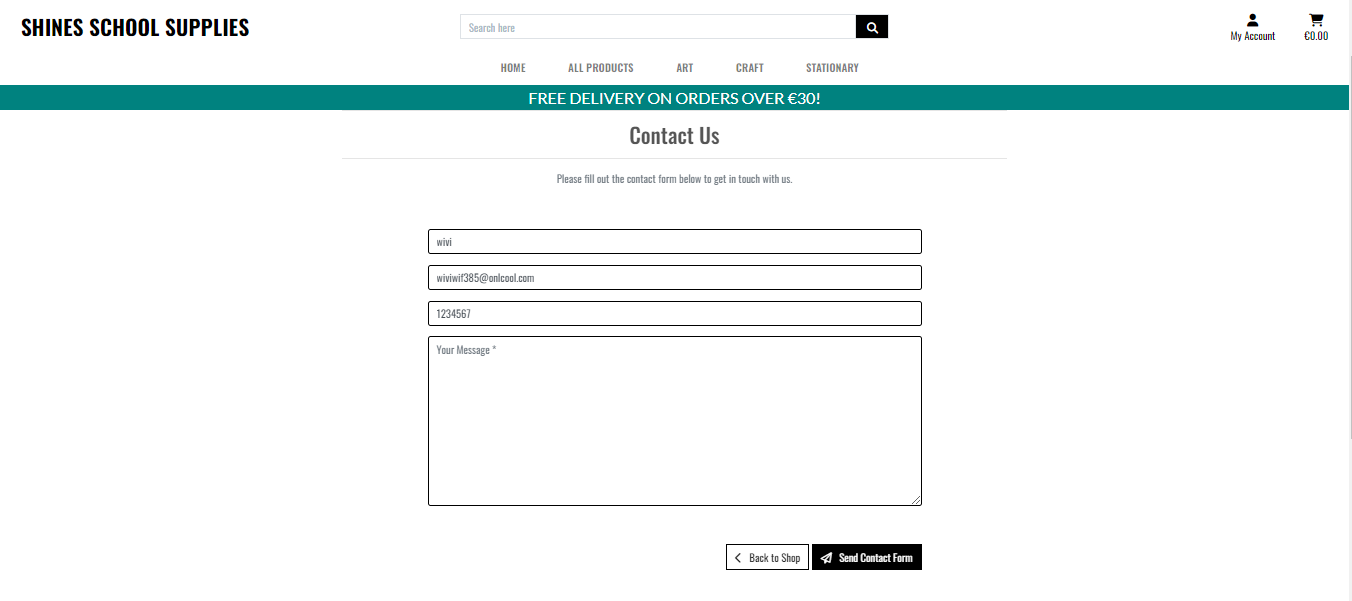 SHINES SCHOOL SUPPLIES
Search here
My Account
€0.00
HOME
ALL PRODUCTS
ART
CRAFT
STATIONARY
FREE DELIVERY ON ORDERS OVER €30!
Contact Us
Please fill out the contact form below to get in touch with us.
wivi
wiviwif385@onlcool.com
1234567
Your Message *
Back to Shop
Send Contact Form